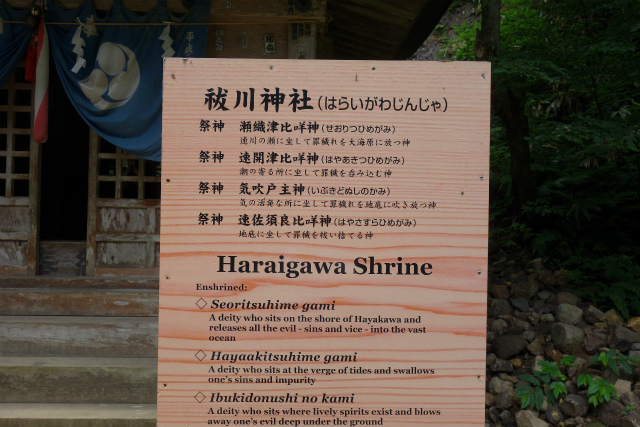 祓川神社(はらいがわじんじゃ)
祭神 瀬織津比咩神(せおりつひめがみ)
速川の瀬に坐して罪穢れを大海原に放つ神
祭神 速開津比咩神(はやあきつひめがみ)
潮の寄る所に坐して罪穢を呑み込む神
祭神 気吹戸主神(いぶきどぬしのかみ)
気の活発な所に坐して罪穢れを地底に吹き放つ神
祭神 速佐須良比咩神(はやさすらひめがみ)
地底に坐して罪穢を祓い捨てる神
Haraigawa Shrine
Enshrined:
◇ Seoritsuhime gami
A deity who sits on the shore of Hayakawa and
releases all the evil - sins and vice - into the vast
ocean
◇ Hayaakitsuhime gami
A deity who sits at the verge of tides and swallows
one's sins and impurity
◇ Ibukidonushi no kami
A deity who sits where lively spirits exist and blows
away one's evil deep under the ground